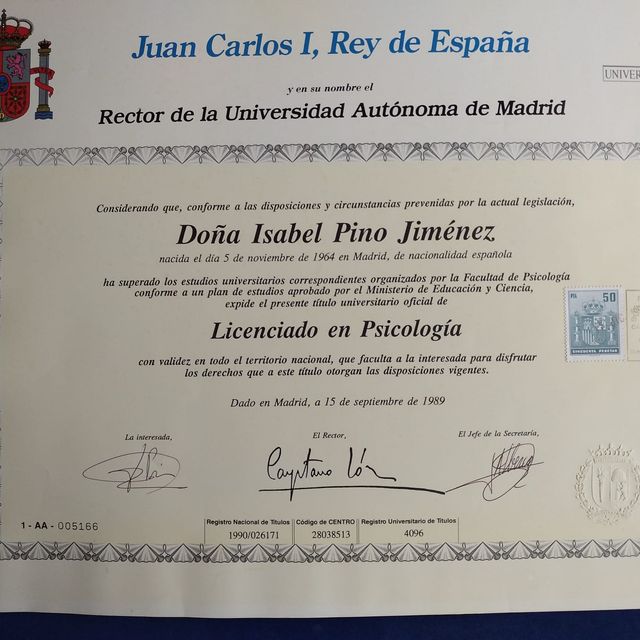 Juan Carlos I, Rey de España
UNIVER
y en su nombre el
Rector de la Universidad Autónoma de Madrid
Considerando que, conforme a las disposiciones y circunstancias prevenidas por la actual legislación,
Doña Isabel Pino Jiménez
nacida el día 5 de noviembre de 1964 en Madrid, de nacionalidad española
ha superado los estudios universitarios correspondientes organizados por la Facultad de Psicología
conforme a un plan de estudios aprobado por el Ministerio de Educación y Ciencia,
expide el presente título universitario oficial de
PTA 50
Licenciado en Psicología
CINCUENTA PESETAS
con validez en todo el territorio nacional, que faculta a la interesada para disfrutar
los derechos que a este título otorgan las disposiciones vigentes.
Dado en Madrid, a 15 de septiembre de 1989
La interesada, El Rector, El Jefe de la Secretaría,
Cayetano López
1 - AA - 005166
Registro Nacional de Títulos Código de CENTRO Registro Universitario de Títulos
1990/026171 28038513 4096